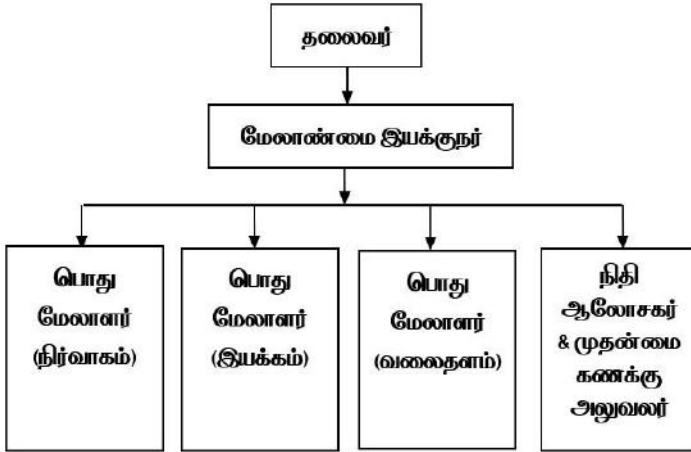 தலைவர்
மேலாண்மை இயக்குநர்
பொது
மேலாளர்
(நிர்வாகம்)
பொது
மேலாளர்
(இயக்கம்)
பொது
மேலாளர்
(வலைதளம்)
நிதி
ஆலோசகர்
& முதன்மை
கணக்கு
அலுவலர்